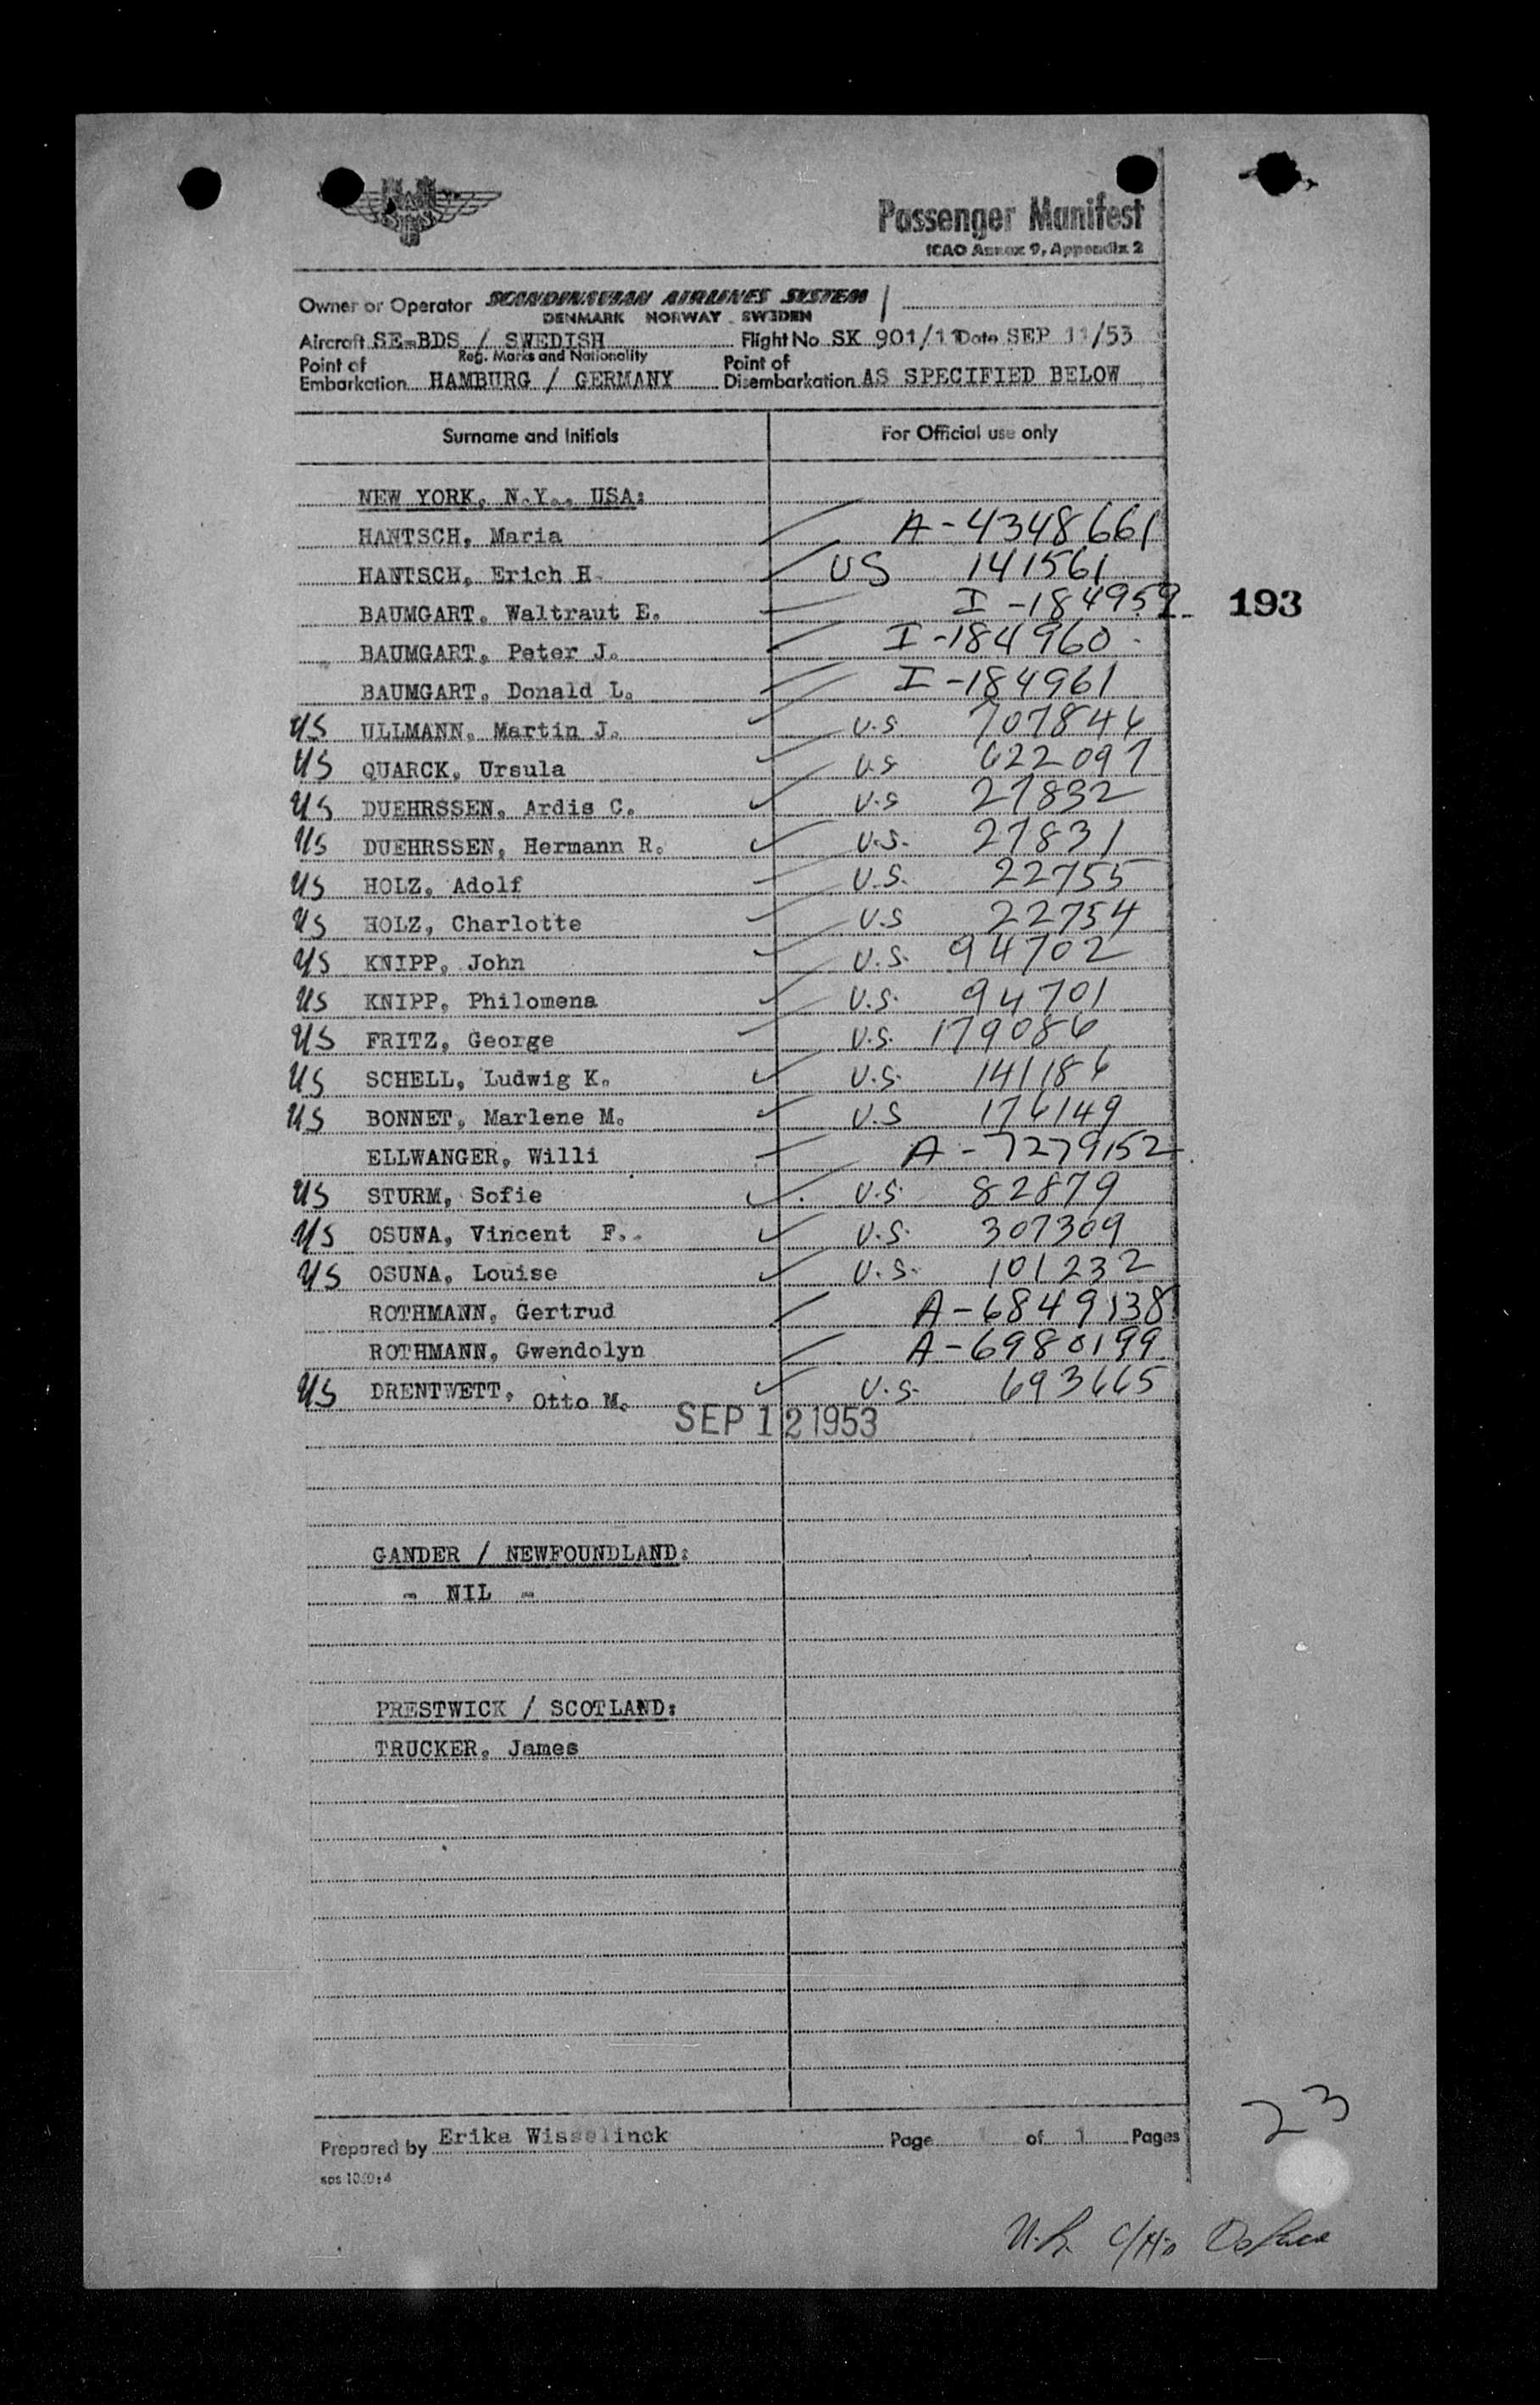 Passenger Manifest
ICAO Annex 9, Appendix 2
Owner or Operator SCANDINAVIAN AIRLINES SYSTEM
DENMARK NORWAY SWEDEN
Aircraft SE-BDS / SWEDISH Flight No SK 901/11 Date SEP 11/53
Reg. Marks and Nationality
Point of Embarkation HAMBURG / GERMANY Point of Disembarkation AS SPECIFIED BELOW
Surname and Initials For Official use only
NEW YORK, N.Y., USA:
HANTSCH, Maria A-4348661
HANTSCH, Erich H. US 141561
BAUMGART, Waltraut E. I-184959
193
BAUMGART, Peter J. I-184960
BAUMGART, Donald L. I-184961
US ULLMANN, Martin J. U.S 707846
US QUARCK, Ursula U.S 622097
US DUEHRSSEN, Ardis C. U.S 27832
US DUEHRSSEN, Hermann R. U.S. 27831
US HOLZ, Adolf U.S. 22755
US HOLZ, Charlotte U.S 22754
US KNIPP, John U.S. 94702
US KNIPP, Philomena U.S. 94701
US FRITZ, George U.S. 179086
US SCHELL, Ludwig K. U.S. 141186
US BONNET, Marlene M. U.S 176149
ELLWANGER, Willi A-7279152
US STURM, Sofie U.S. 82879
US OSUNA, Vincent F. U.S. 307309
US OSUNA, Louise U.S. 101232
ROTHMANN, Gertrud A-6849138
ROTHMANN, Gwendolyn A-6980199
US DRENTWETT, Otto M. U.S. 693665
SEP 12 1953
GANDER / NEWFOUNDLAND:
- NIL -
PRESTWICK / SCOTLAND:
TRUCKER, James
23
Prepared by Erika Wisselinck Page 1 of 1 Pages